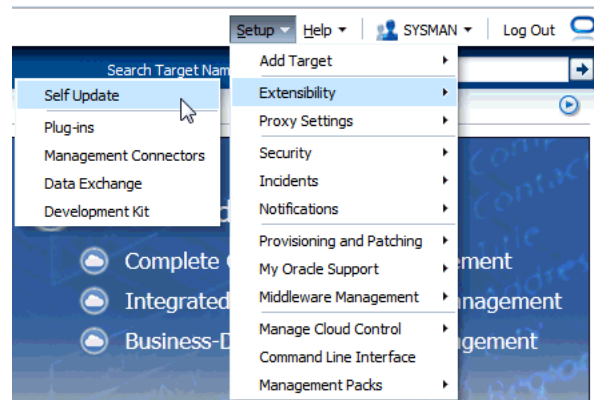 Setup Help SYSMAN Log Out
Search Target Nam
Add Target
Extensibility
Proxy Settings
Security
Incidents
Notifications
Provisioning and Patching
My Oracle Support
Middleware Management
Manage Cloud Control
Command Line Interface
Management Packs
Self Update
Plug-ins
Management Connectors
Data Exchange
Development Kit
Complete ement
Integrated nagement
Business-D gement